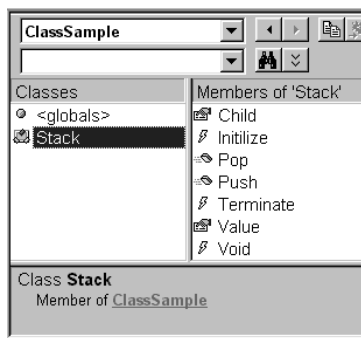 ClassSample
Classes
Members of 'Stack'
<globals>
Stack
Child
Initilize
Pop
Push
Terminate
Value
Void
Class Stack
Member of ClassSample